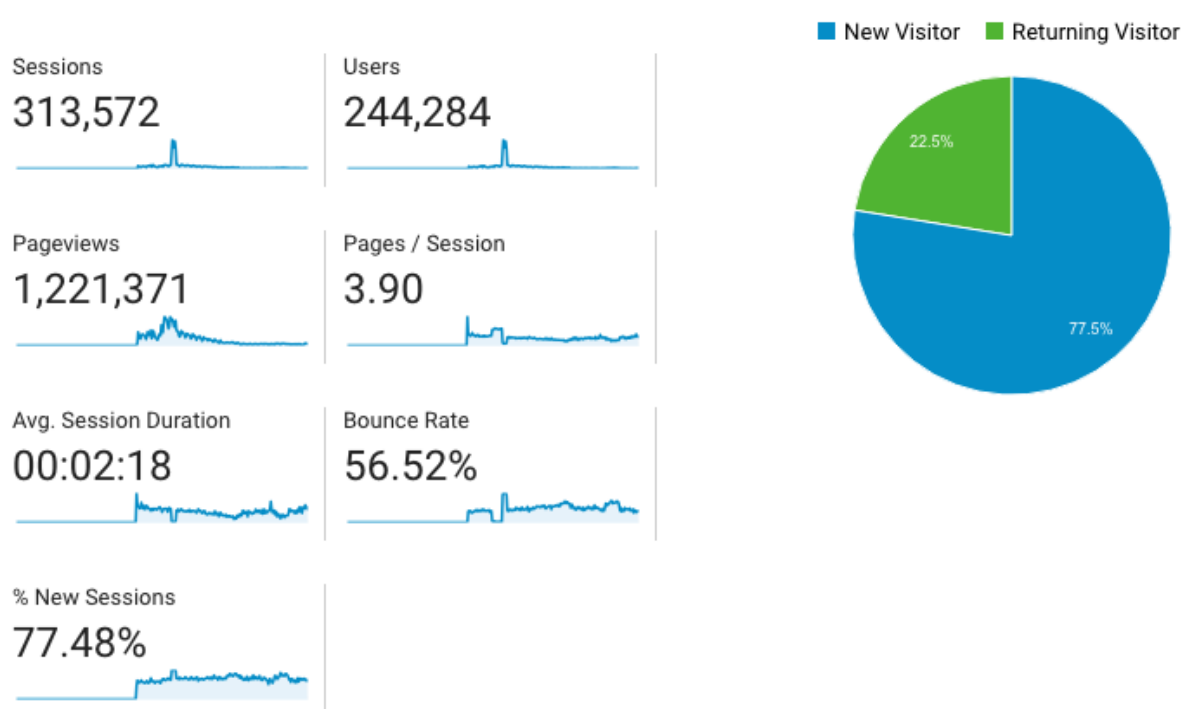 New Visitor
Returning Visitor
Sessions
313,572
Users
244,284
Pageviews
1,221,371
Pages / Session
3.90
Avg. Session Duration
00:02:18
Bounce Rate
56.52%
% New Sessions
77.48%
22.5%
77.5%